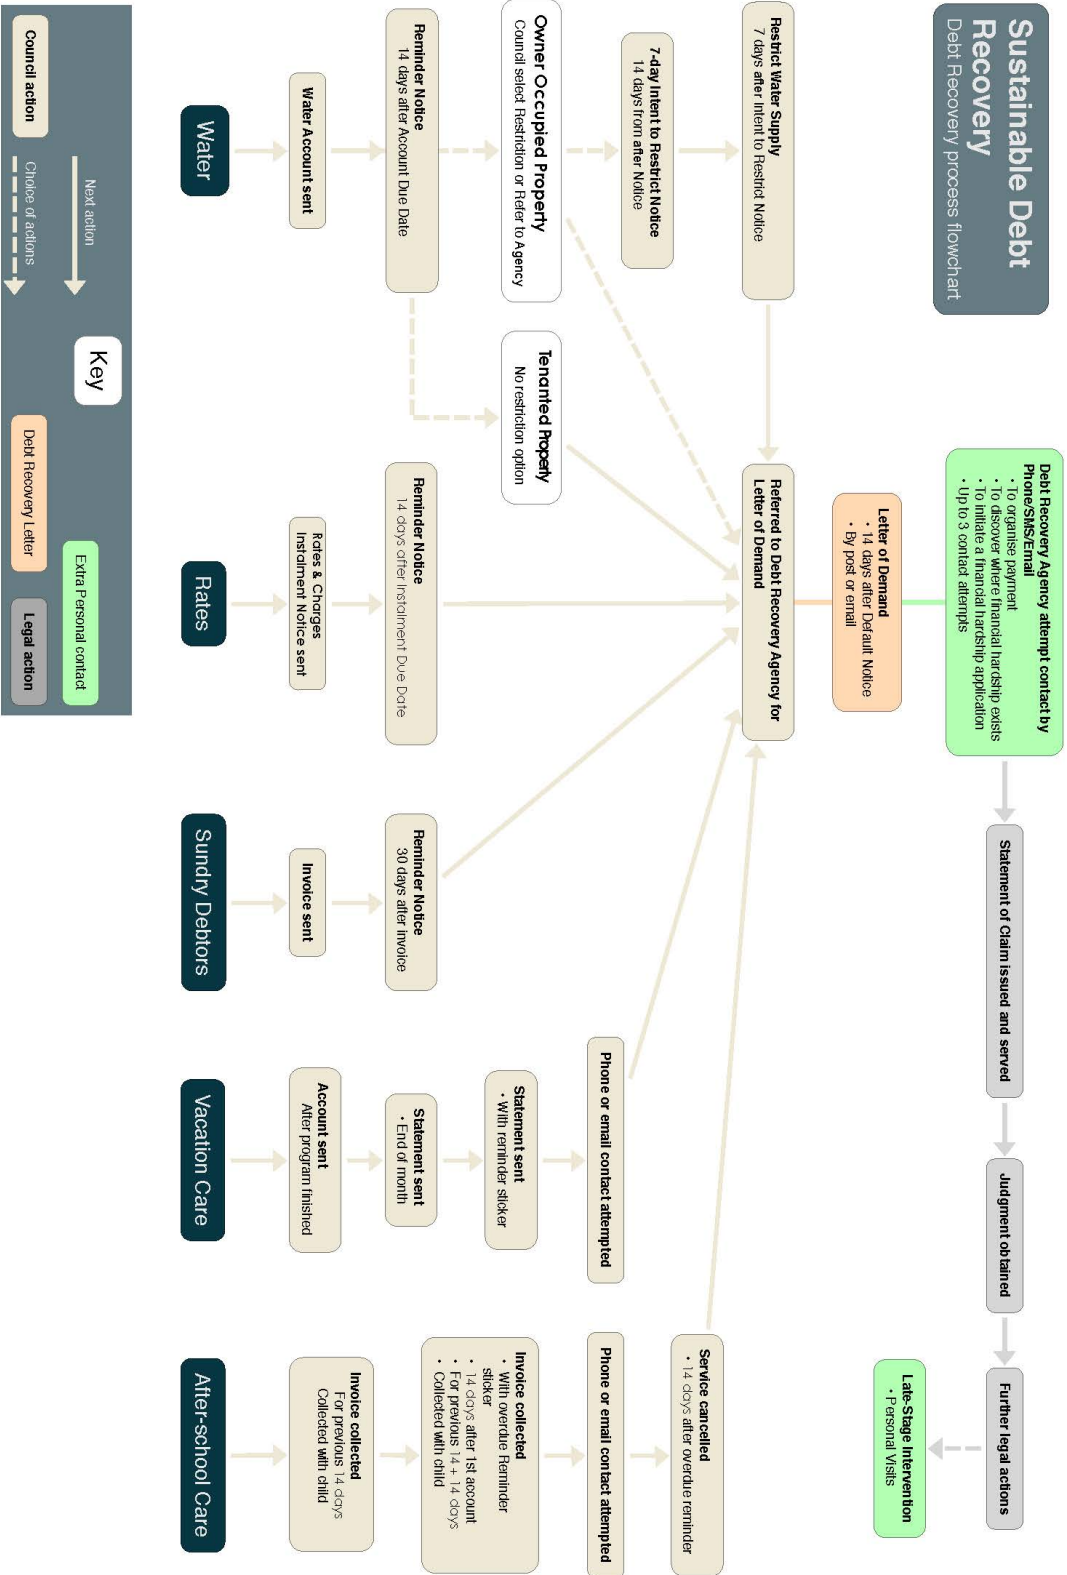 Sustainable Debt
Recovery
Debt Recovery process flowchart
Debt Recovery Agency attempt contact by
Phone/SMS/Email
• To organise payment
• To discover where financial hardship exists
• To initiate a financial hardship application
• Up to 3 contact attempts
Statement of Claim issued and served
Judgment obtained
Further legal actions
Letter of Demand
• 14 days after Default Notice
• By post or email
Late-Stage Intervention
• Personal Visits
Restrict Water Supply
7 days after Intent to Restrict Notice
Referred to Debt Recovery Agency for
Letter of Demand
7-day Intent to Restrict Notice
14 days from after Notice
Service cancelled
• 14 days after overdue reminder
Owner Occupied Property
Council select Restriction or Refer to Agency
Tenanted Property
No restriction option
Phone or email contact attempted
Phone or email contact attempted
Statement sent
• With reminder sticker
Invoice collected
• With overdue Reminder
sticker
• 14 days after 1st account
• For previous 14 + 14 days
• Collected with child
Reminder Notice
14 days after Account Due Date
Reminder Notice
14 days after Instalment Due Date
Reminder Notice
30 days after invoice
Statement sent
• End of month
Water Account sent
Rates & Charges
Instalment Notice sent
Invoice sent
Account sent
After program finished
Invoice collected
For previous 14 days
Collected with child
Water
Rates
Sundry Debtors
Vacation Care
After-school Care
Key
Council action
Next action
Choice of actions
Debt Recovery Letter
Extra Personal contact
Legal action